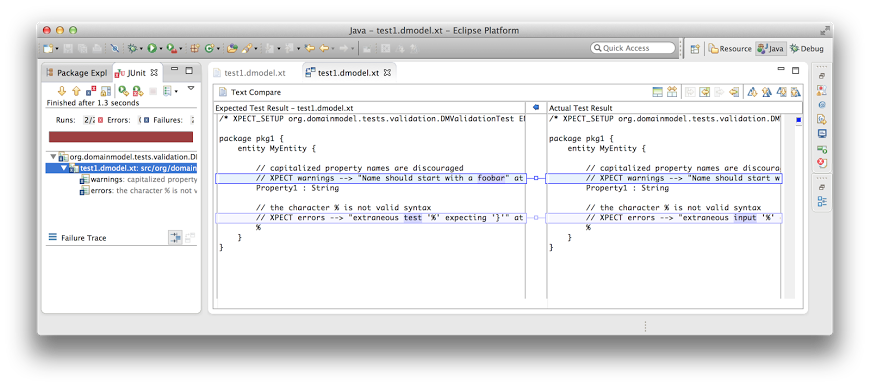 Java - test1.dmodel.xt - Eclipse Platform
Quick Access
Resource
Java
Debug
Package Expl
JUnit
Finished after 1.3 seconds
Runs: 2/
Errors:
Failures:
org.domainmodel.tests.validation.DM
test1.dmodel.xt: src/org/domain
warnings: capitalized property
errors: the character % is not v
Failure Trace
test1.dmodel.xt
test1.dmodel.xt
Text Compare
Expected Test Result - test1.dmodel.xt
/* XPECT_SETUP org.domainmodel.tests.validation.DMValidationTest E
package pkg1 {
entity MyEntity {
// capitalized property names are discouraged
// XPECT warnings --> "Name should start with a foobar" at
Property1 : String
// the character % is not valid syntax
// XPECT errors --> "extraneous test '%' expecting '}'" at
%
}
}
Actual Test Result
/* XPECT_SETUP org.domainmodel.tests.validation.DM
package pkg1 {
entity MyEntity {
// capitalized property names are discoura
// XPECT warnings --> "Name should start w
Property1 : String
// the character % is not valid syntax
// XPECT errors --> "extraneous input '%'
%
}
}